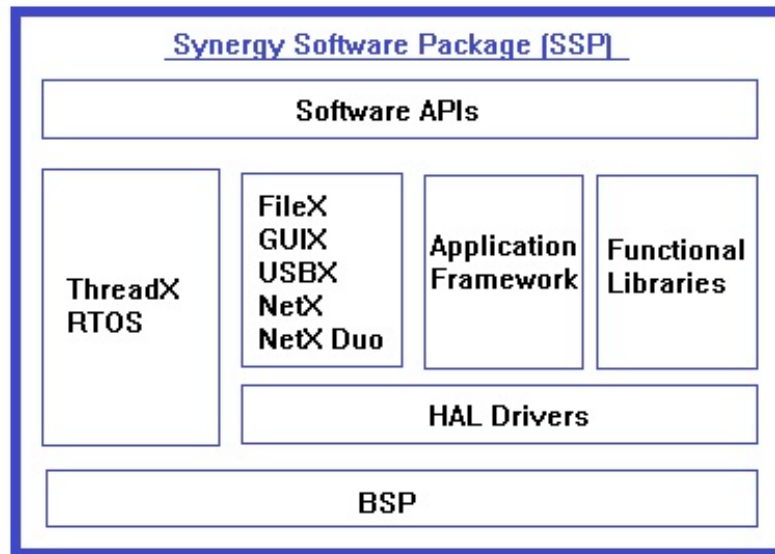 Synergy Software Package (SSP)
Software APIs
ThreadX
RTOS
FileX
GUIX
USBX
NetX
NetX Duo
Application
Framework
Functional
Libraries
HAL Drivers
BSP